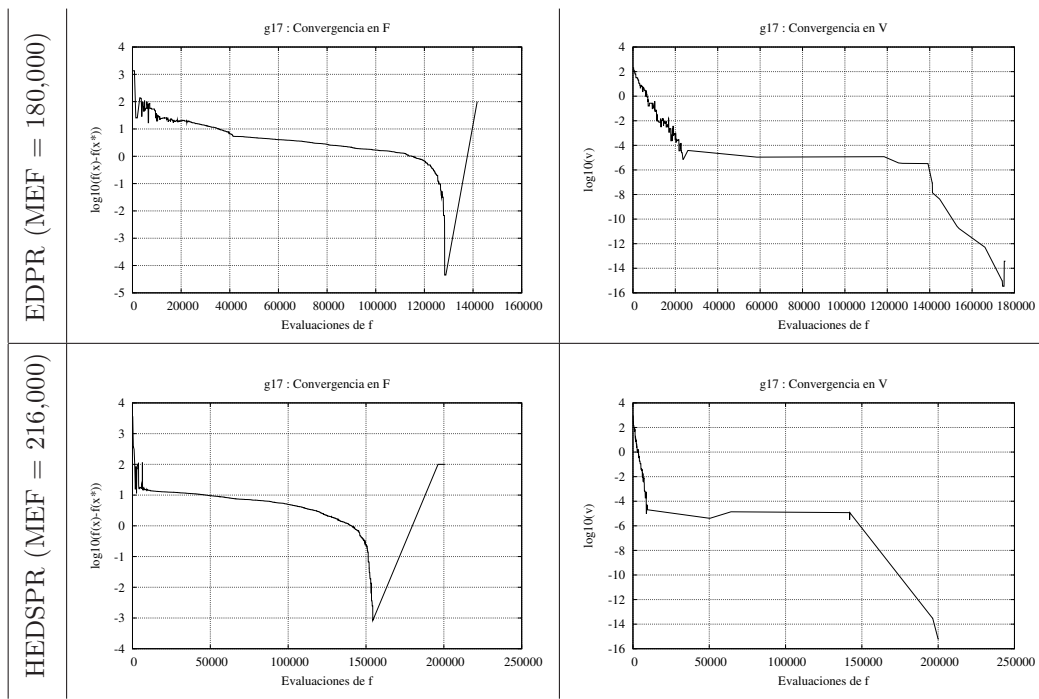 EDPR (MEF = 180,000)
g17 : Convergencia en F
log10(f(x)-f(x*))
4
3
2
1
0
-1
-2
-3
-4
-5
0 20000 40000 60000 80000 100000 120000 140000 160000
Evaluaciones de f
g17 : Convergencia en V
log10(v)
4
2
0
-2
-4
-6
-8
-10
-12
-14
-16
0 20000 40000 60000 80000 100000 120000 140000 160000 180000
Evaluaciones de f
HEDSPR (MEF = 216,000)
g17 : Convergencia en F
log10(f(x)-f(x*))
4
3
2
1
0
-1
-2
-3
-4
0 50000 100000 150000 200000 250000
Evaluaciones de f
g17 : Convergencia en V
log10(v)
4
2
0
-2
-4
-6
-8
-10
-12
-14
-16
0 50000 100000 150000 200000 250000
Evaluaciones de f